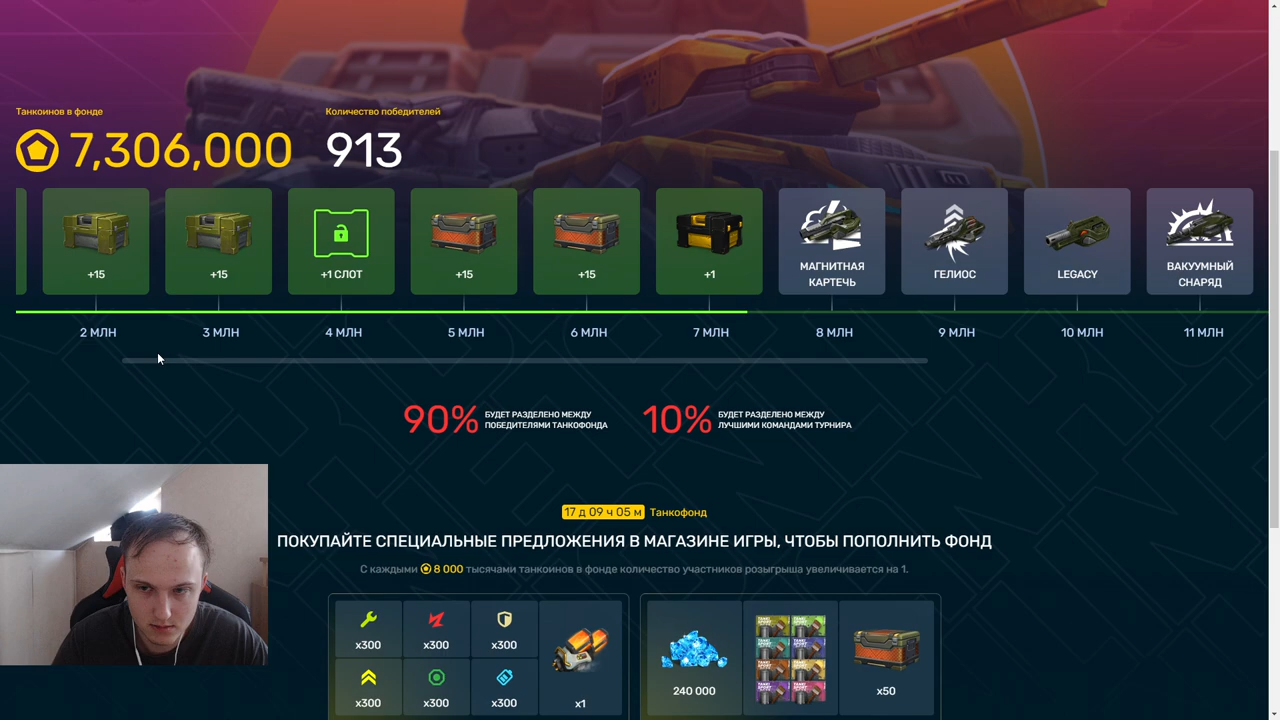 Танкоинов в фонде
Количество победителей
7,306,000
913
+15
+15
+1 СЛОТ
+15
+15
+1
МАГНИТНАЯ
КАРТЕЧЬ
ГЕЛИОС
LEGACY
ВАКУУМНЫЙ
СНАРЯД
2 МЛН
3 МЛН
4 МЛН
5 МЛН
6 МЛН
7 МЛН
8 МЛН
9 МЛН
10 МЛН
11 МЛН
90%
БУДЕТ РАЗДЕЛЕНО МЕЖДУ
ПОБЕДИТЕЛЯМИ ТАНКОФОНДА
10%
БУДЕТ РАЗДЕЛЕНО МЕЖДУ
ЛУЧШИМИ КОМАНДАМИ ТУРНИРА
17 д 09 ч 05 м Танкофонд
ПОКУПАЙТЕ СПЕЦИАЛЬНЫЕ ПРЕДЛОЖЕНИЯ В МАГАЗИНЕ ИГРЫ, ЧТОБЫ ПОПОЛНИТЬ ФОНД
С каждыми 8 000 тысячами танкоинов в фонде количество участников розыгрыша увеличивается на 1.
x300
x300
x300
x300
x300
x300
x1
240 000
x50